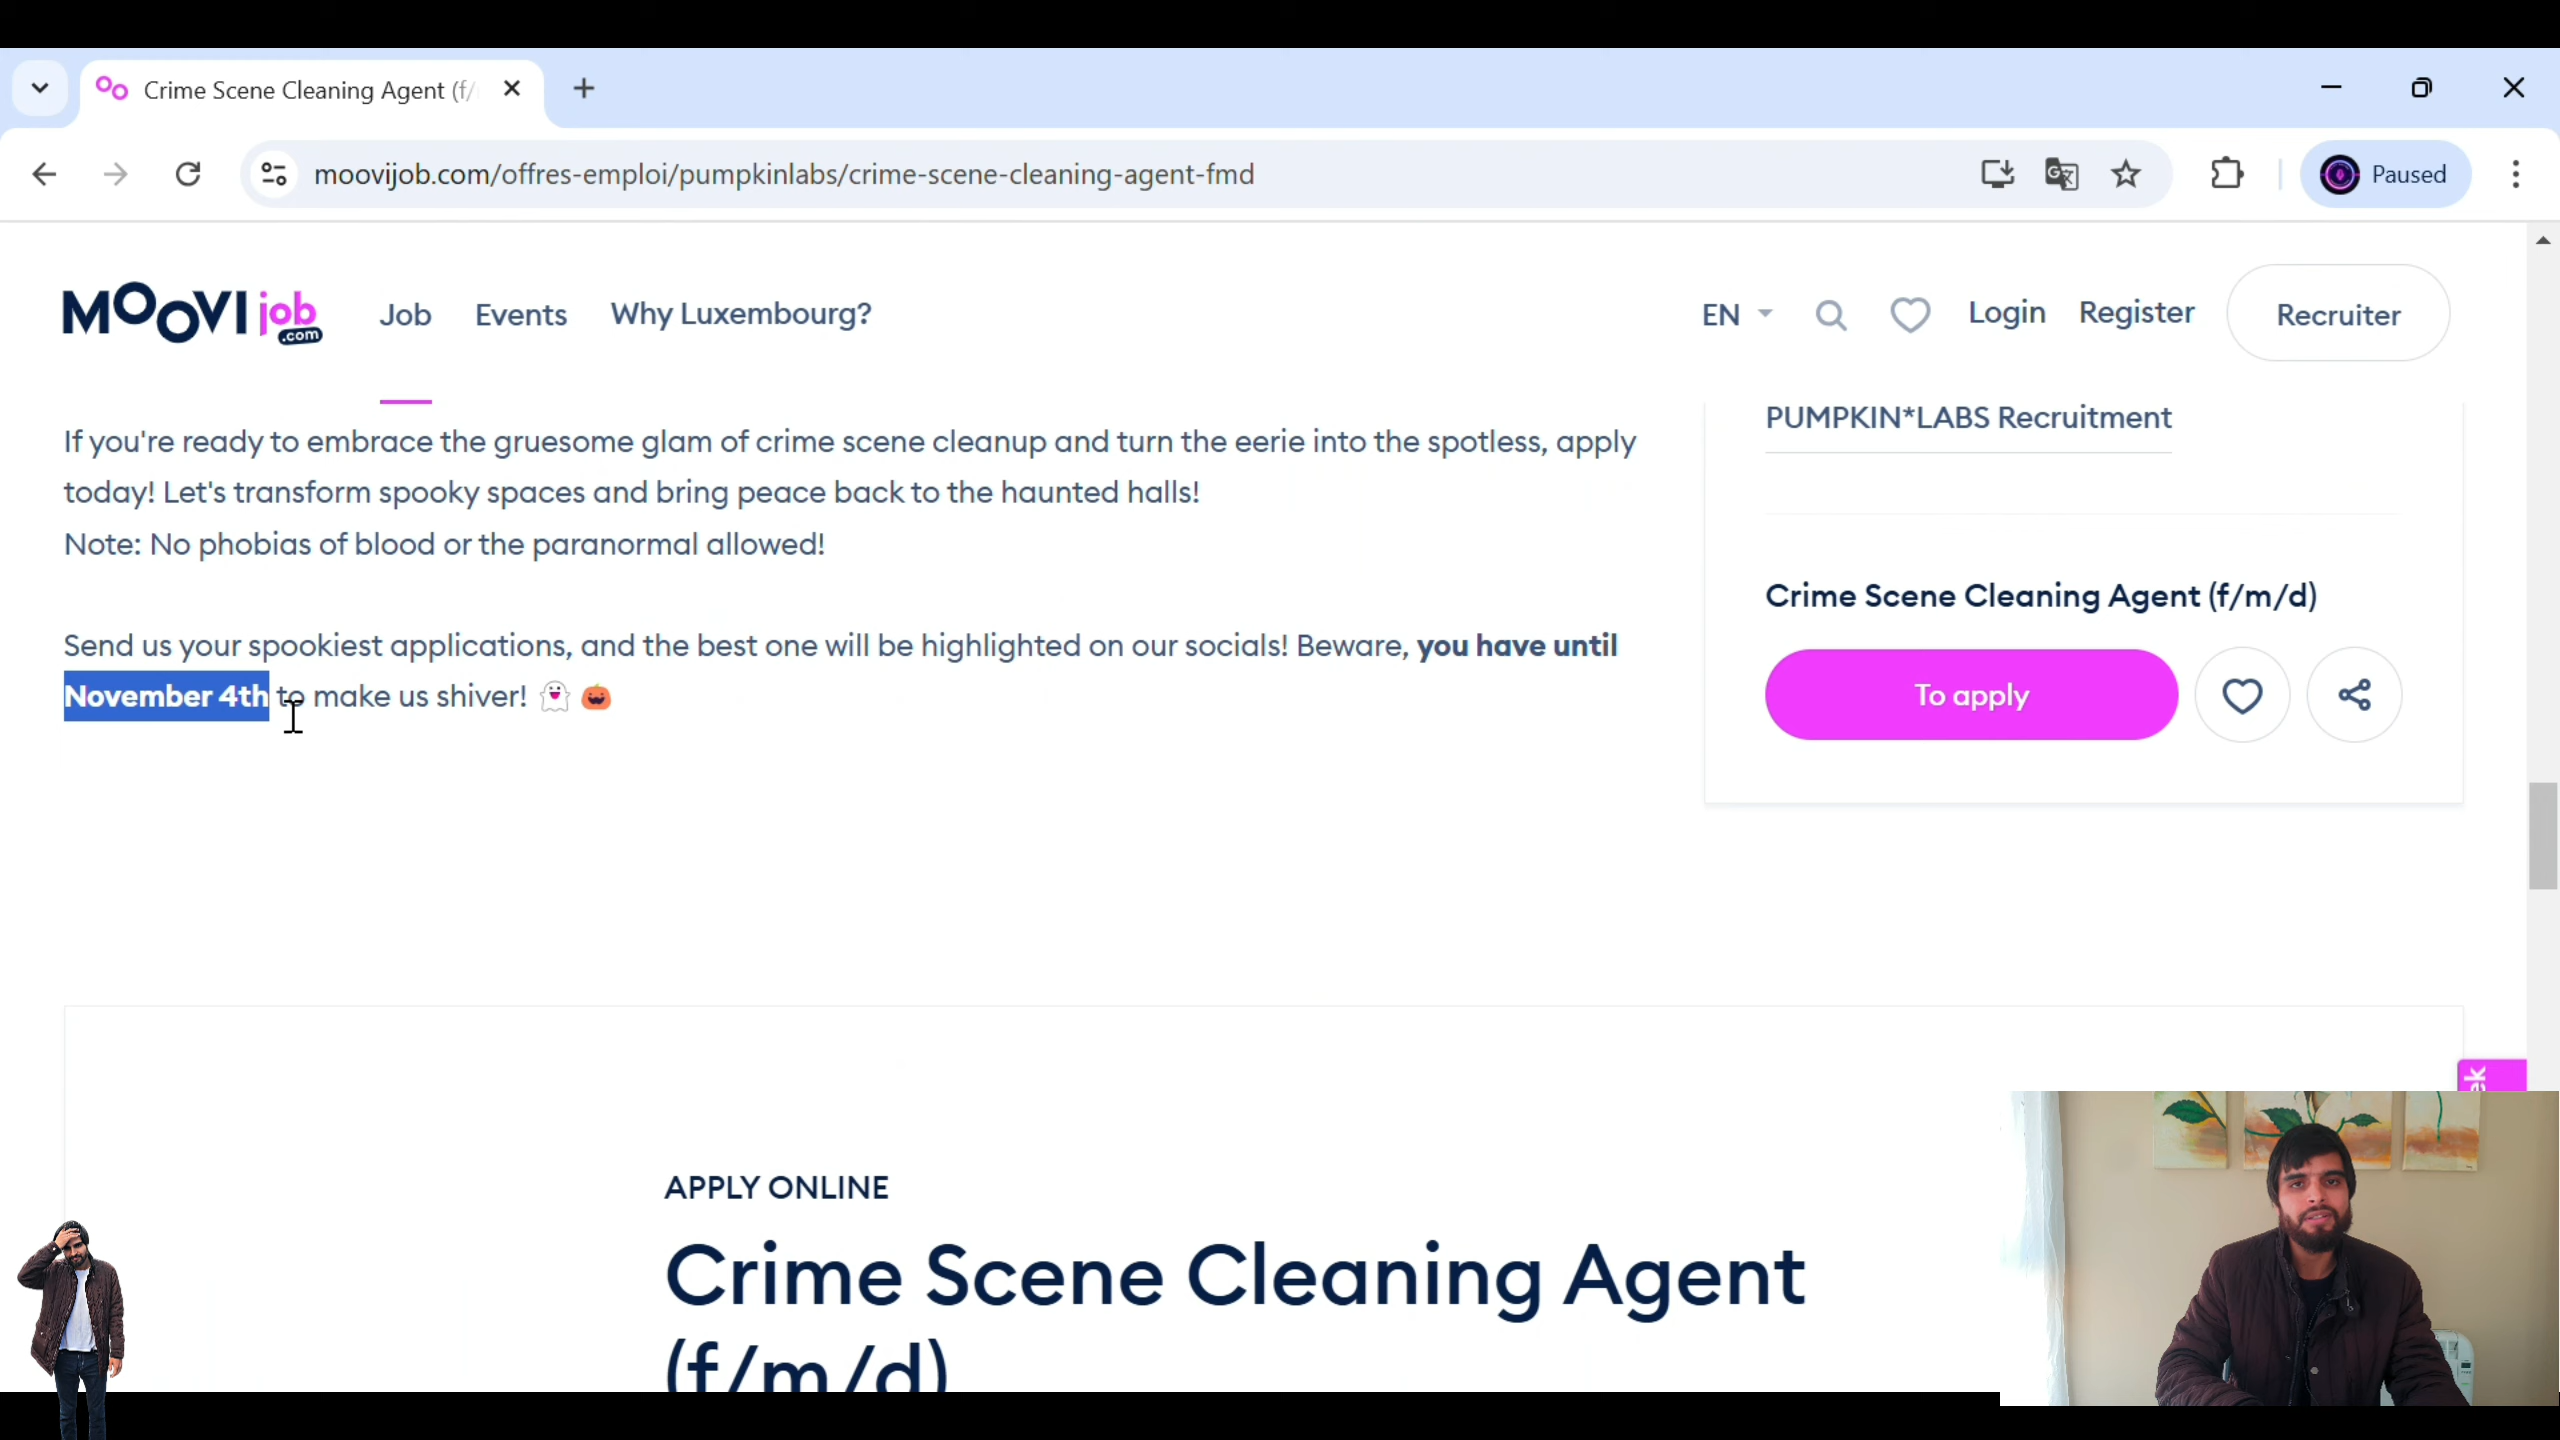 Crime Scene Cleaning Agent (f/
moovijob.com/offres-emploi/pumpkinlabs/crime-scene-cleaning-agent-fmd
Paused
MOOVI job .com
Job
Events
Why Luxembourg?
EN
Login
Register
Recruiter
If you're ready to embrace the gruesome glam of crime scene cleanup and turn the eerie into the spotless, apply
today! Let's transform spooky spaces and bring peace back to the haunted halls!
Note: No phobias of blood or the paranormal allowed!
Send us your spookiest applications, and the best one will be highlighted on our socials! Beware, you have until
November 4th to make us shiver! 👻 🎃
PUMPKIN*LABS Recruitment
Crime Scene Cleaning Agent (f/m/d)
To apply
ek
APPLY ONLINE
Crime Scene Cleaning Agent
(f/m/d)